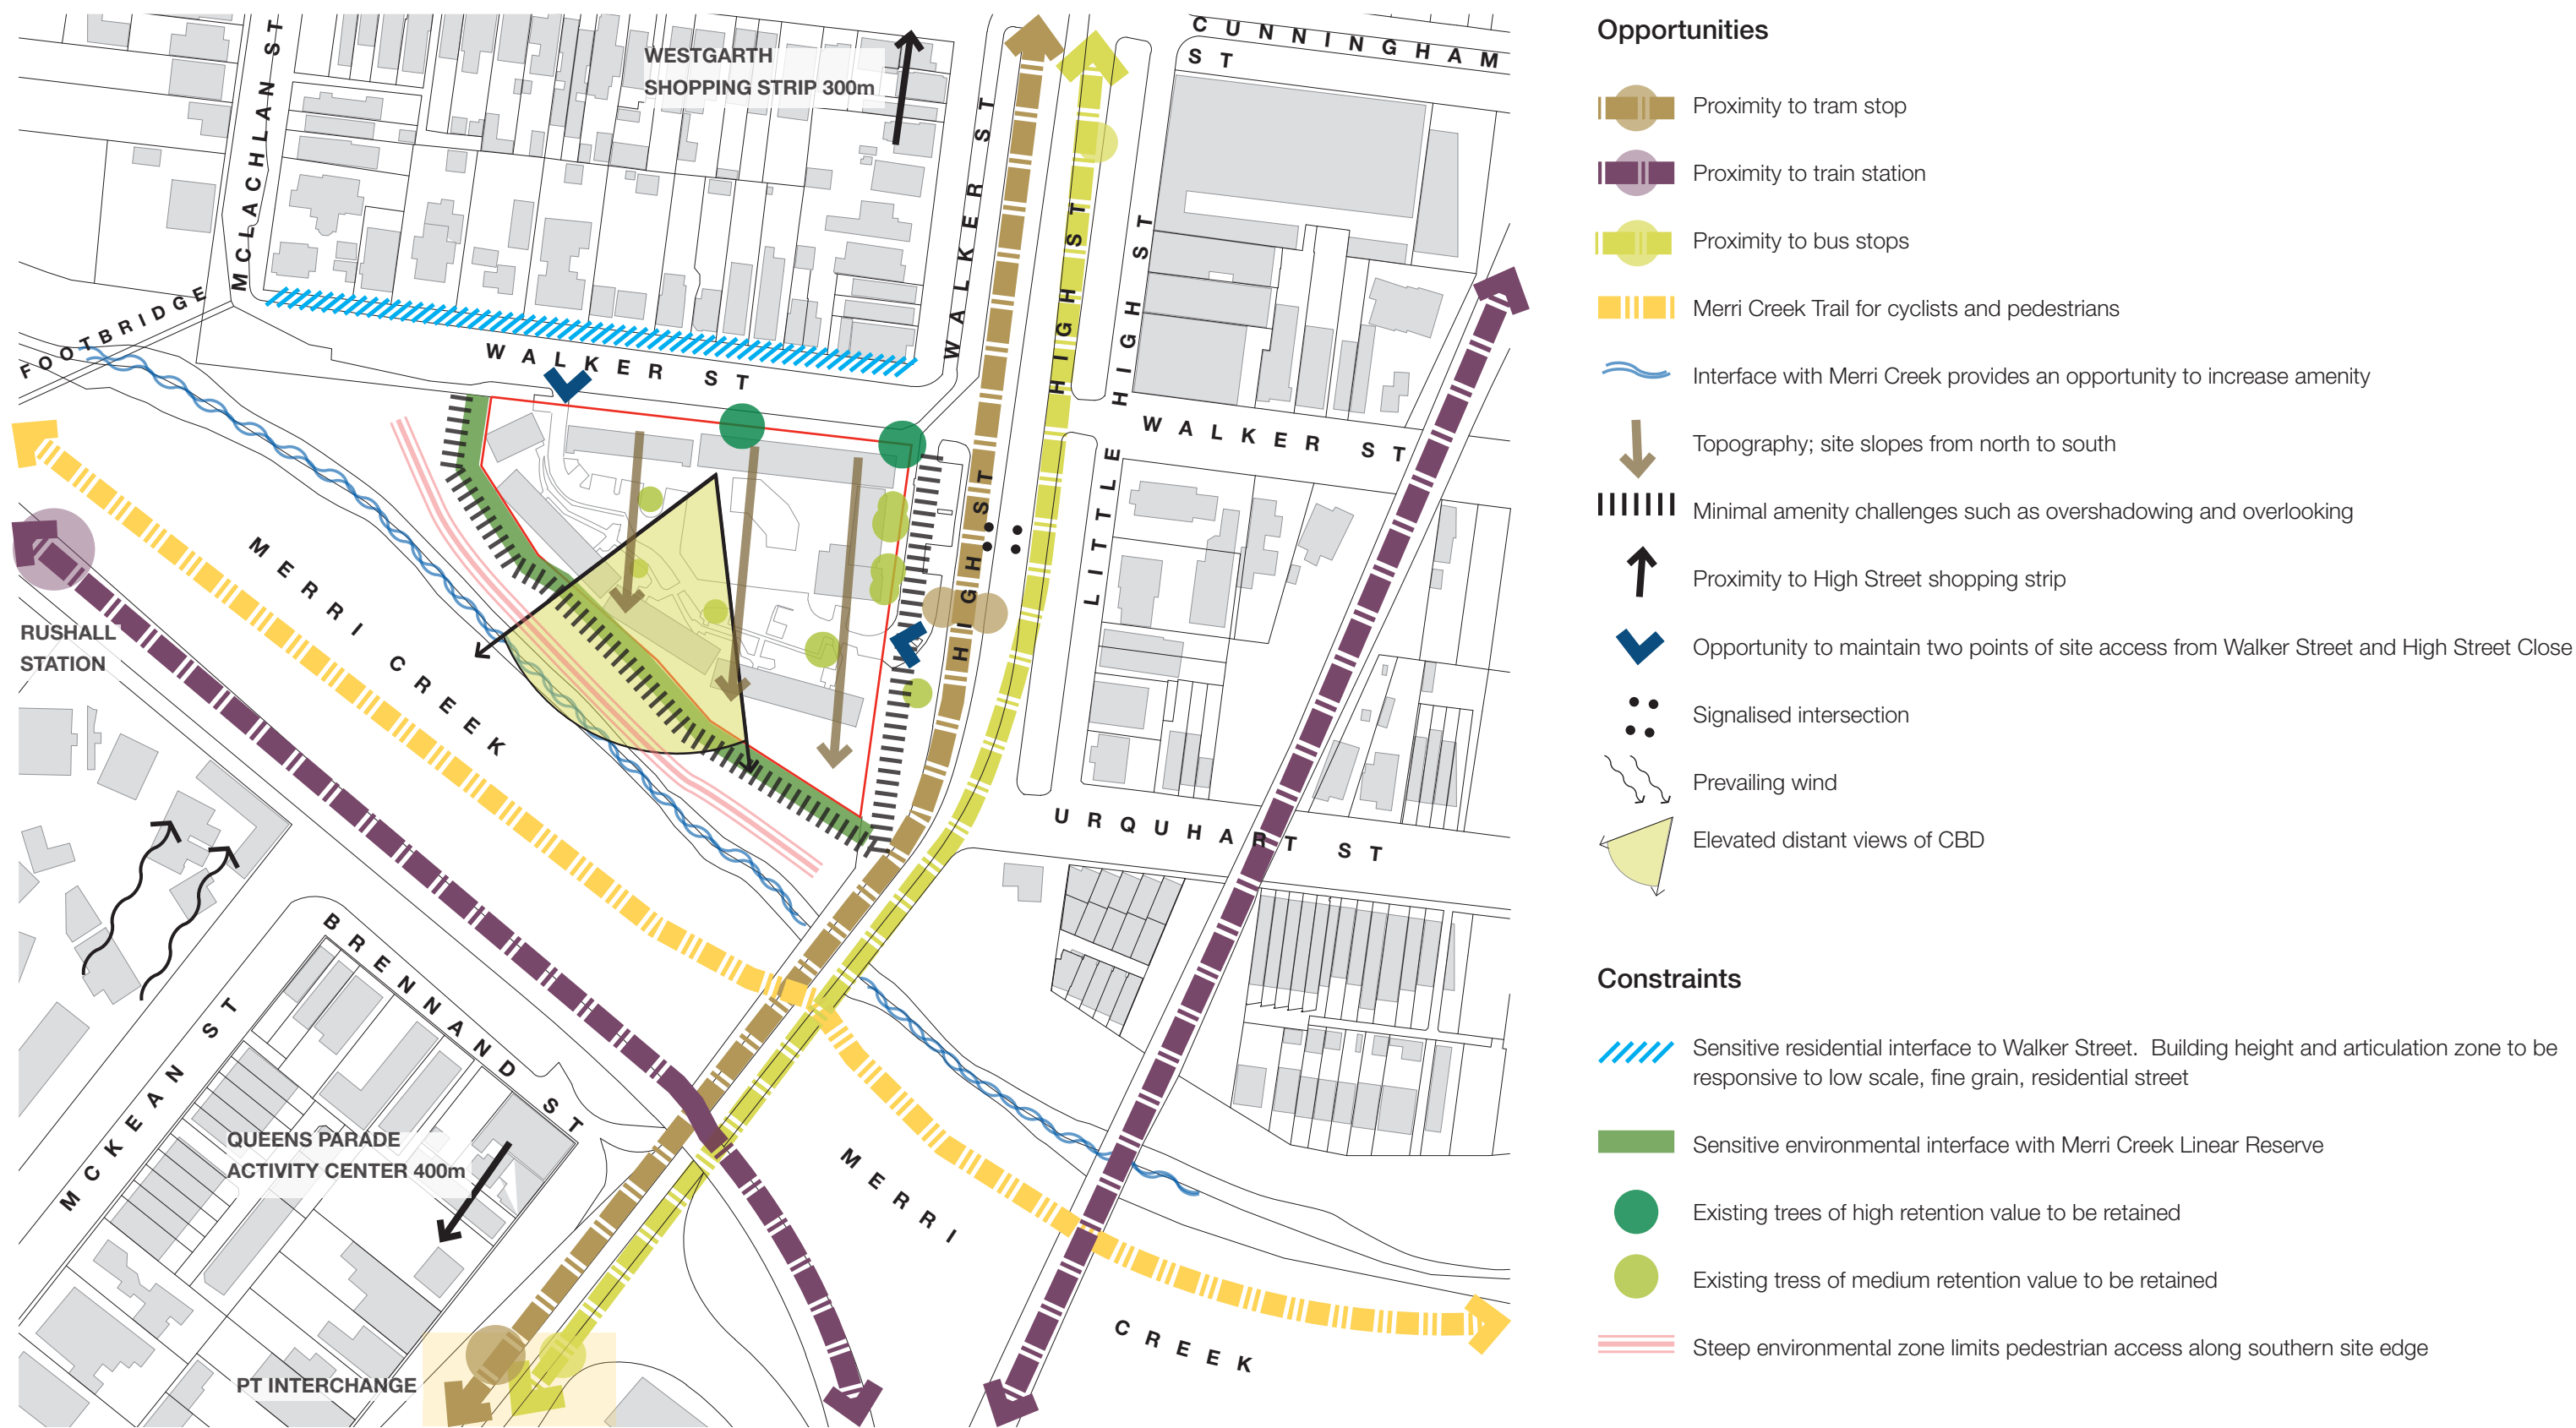 WESTGARTH
SHOPPING STRIP 300m
MCLACHLAN ST
FOOTBRIDGE
WALKER ST
WALKER ST
CUNNINGHAM
ST
HIGH ST
HIGH ST
LITTLE HIGH ST
WALKER ST
HIGH ST
MERRI CREEK
RUSHALL
STATION
URQUHART ST
BRENNAND ST
MCKEAN ST
QUEENS PARADE
ACTIVITY CENTER 400m
PT INTERCHANGE
MERRI
CREEK
Opportunities
Proximity to tram stop
Proximity to train station
Proximity to bus stops
Merri Creek Trail for cyclists and pedestrians
Interface with Merri Creek provides an opportunity to increase amenity
Topography; site slopes from north to south
Minimal amenity challenges such as overshadowing and overlooking
Proximity to High Street shopping strip
Opportunity to maintain two points of site access from Walker Street and High Street Close
Signalised intersection
Prevailing wind
Elevated distant views of CBD
Constraints
Sensitive residential interface to Walker Street. Building height and articulation zone to be
responsive to low scale, fine grain, residential street
Sensitive environmental interface with Merri Creek Linear Reserve
Existing trees of high retention value to be retained
Existing tress of medium retention value to be retained
Steep environmental zone limits pedestrian access along southern site edge